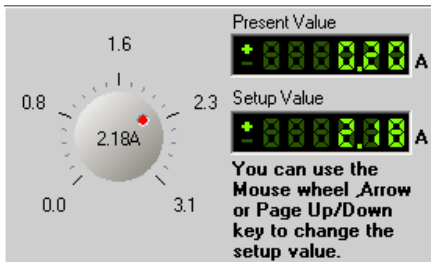 Present Value
1.6
+0.20 A
0.8
2.3
Setup Value
2.18A
+2.18 A
You can use the
Mouse wheel ,Arrow
or Page Up/Down
key to change the
setup value.
0.0
3.1